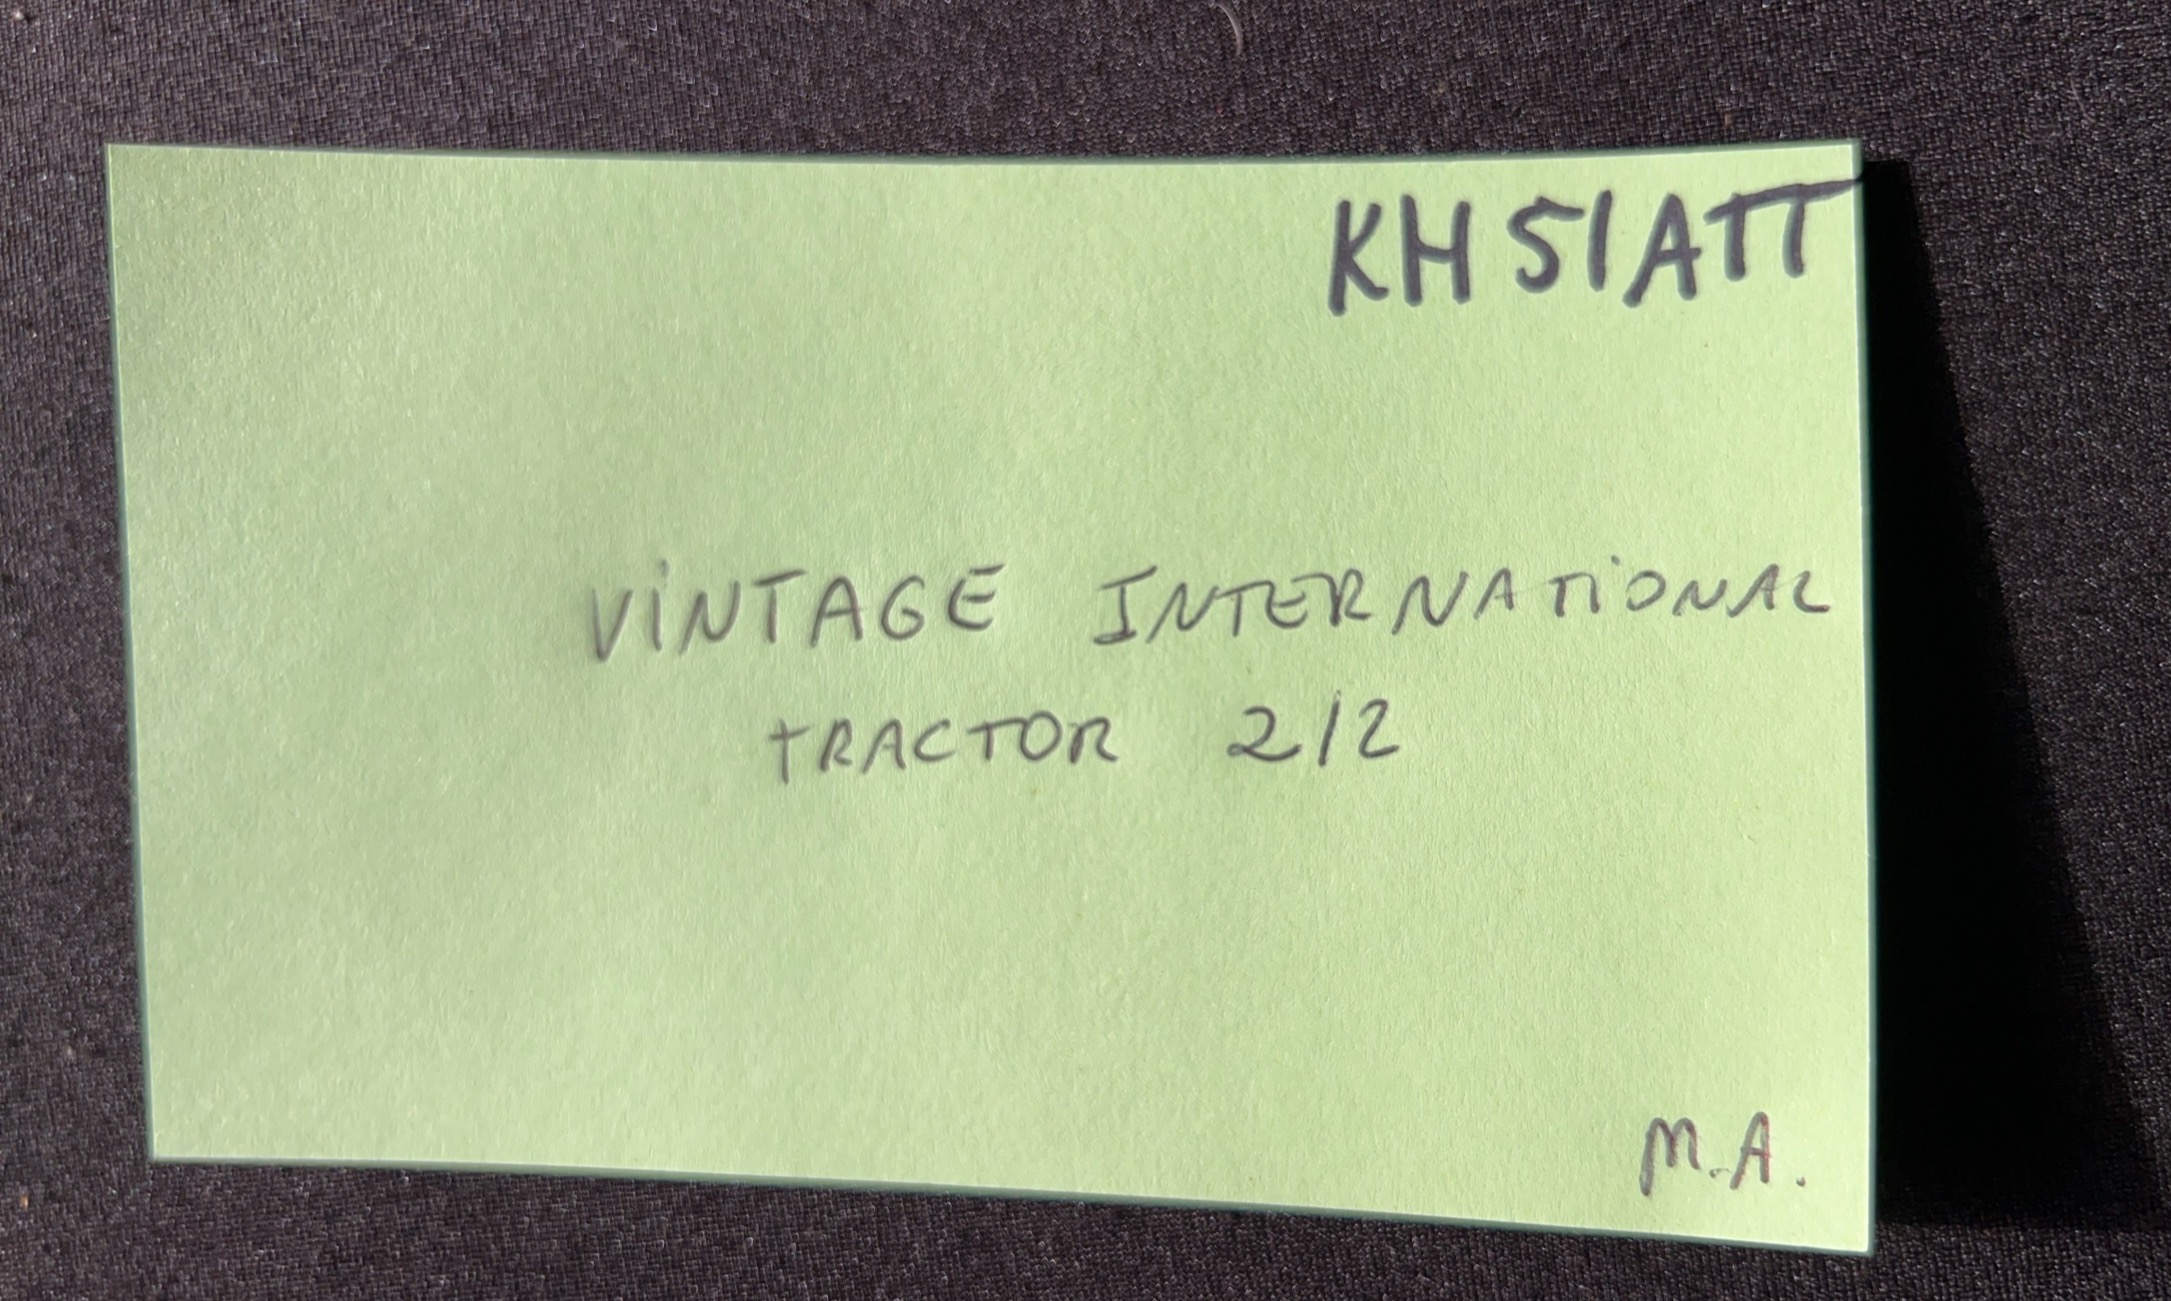 KH51ATT
VINTAGE INTERNATIONAL
TRACTOR 2/2
M.A.